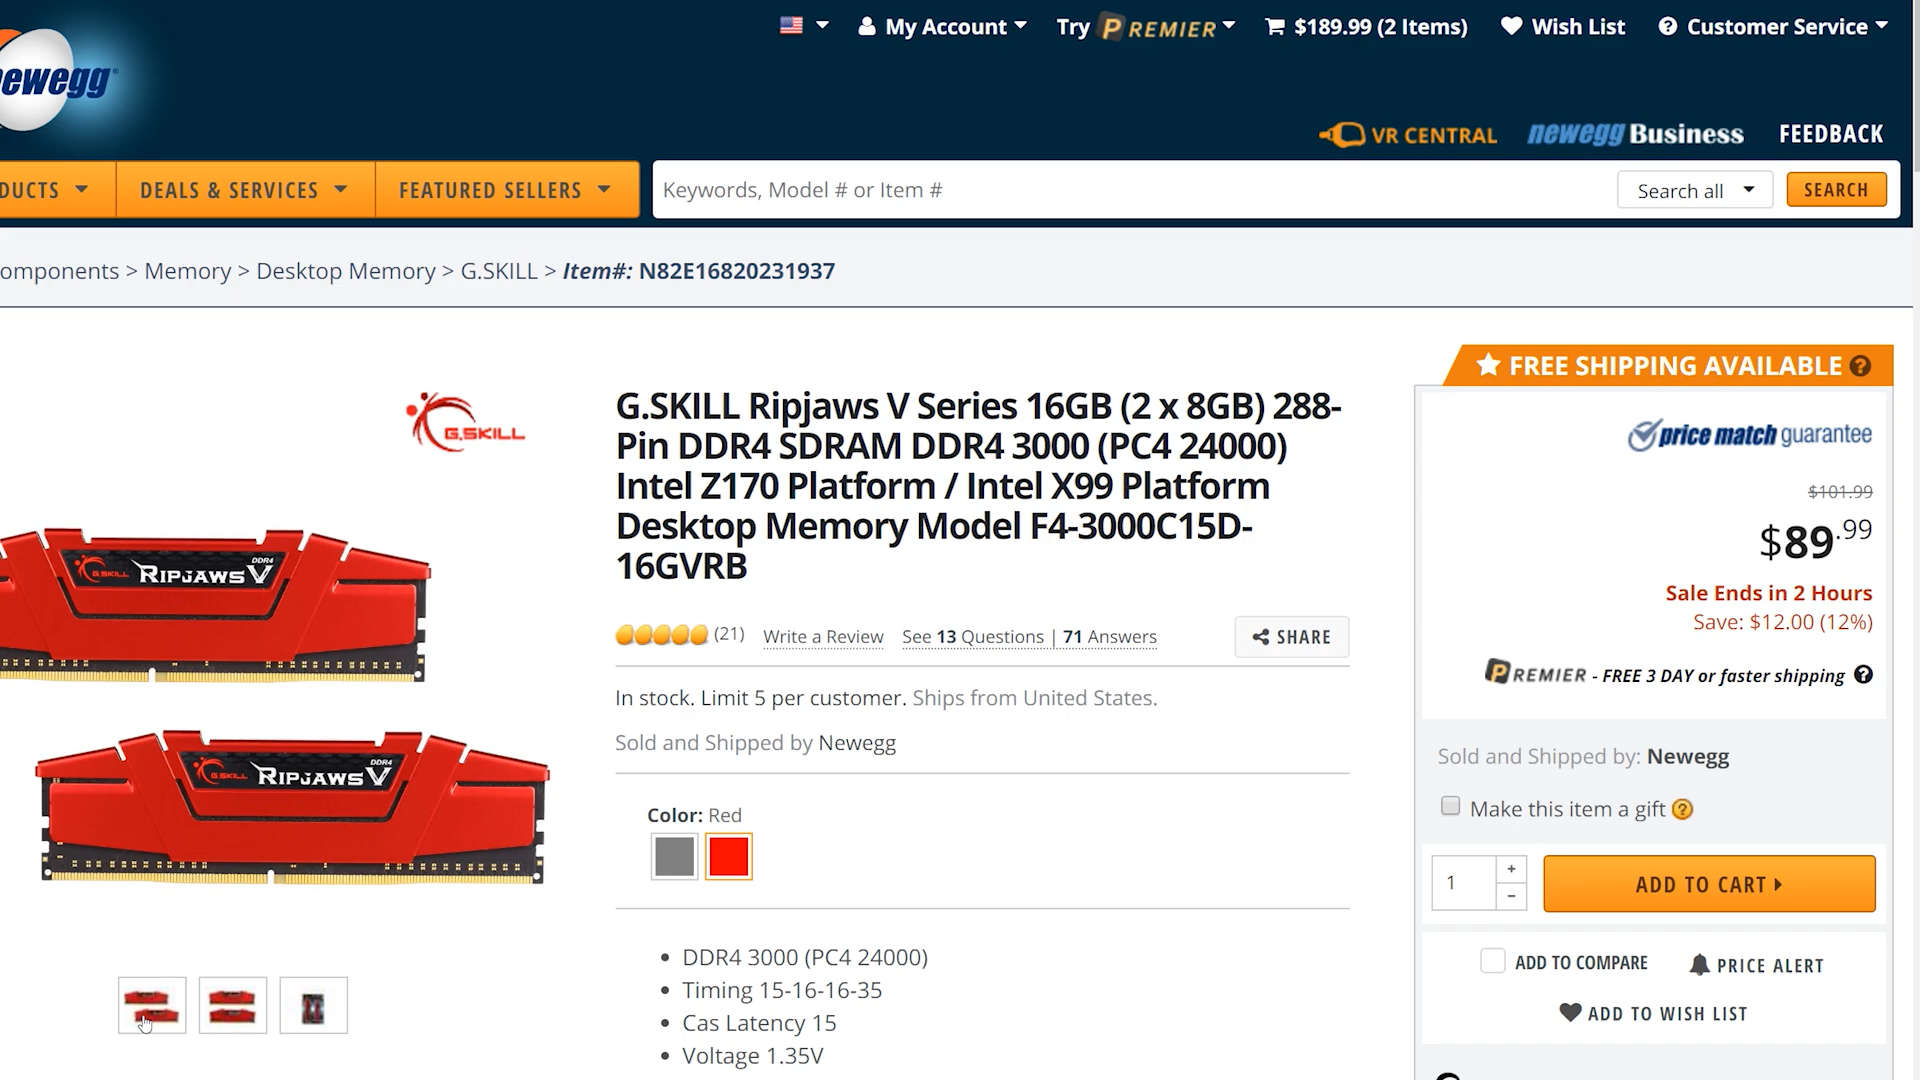 My Account
Try PREMIER
$189.99 (2 Items)
Wish List
Customer Service
newegg
VR CENTRAL
newegg Business
FEEDBACK
DUCTS
DEALS & SERVICES
FEATURED SELLERS
Keywords, Model # or Item #
Search all
SEARCH
omponents > Memory > Desktop Memory > G.SKILL > Item#: N82E16820231937
FREE SHIPPING AVAILABLE
G.SKILL
G.SKILL Ripjaws V Series 16GB (2 x 8GB) 288-
Pin DDR4 SDRAM DDR4 3000 (PC4 24000)
Intel Z170 Platform / Intel X99 Platform
Desktop Memory Model F4-3000C15D-
16GVRB
price match guarantee
$101.99
$89.99
Sale Ends in 2 Hours
Save: $12.00 (12%)
PREMIER - FREE 3 DAY or faster shipping
G.SKILL RIPJAWS V DDR4
G.SKILL RIPJAWS V DDR4
(21)
Write a Review
See 13 Questions | 71 Answers
SHARE
In stock. Limit 5 per customer. Ships from United States.
Sold and Shipped by Newegg
Sold and Shipped by: Newegg
Make this item a gift
Color: Red
1
+
-
ADD TO CART
ADD TO COMPARE
PRICE ALERT
ADD TO WISH LIST
• DDR4 3000 (PC4 24000)
• Timing 15-16-16-35
• Cas Latency 15
• Voltage 1.35V